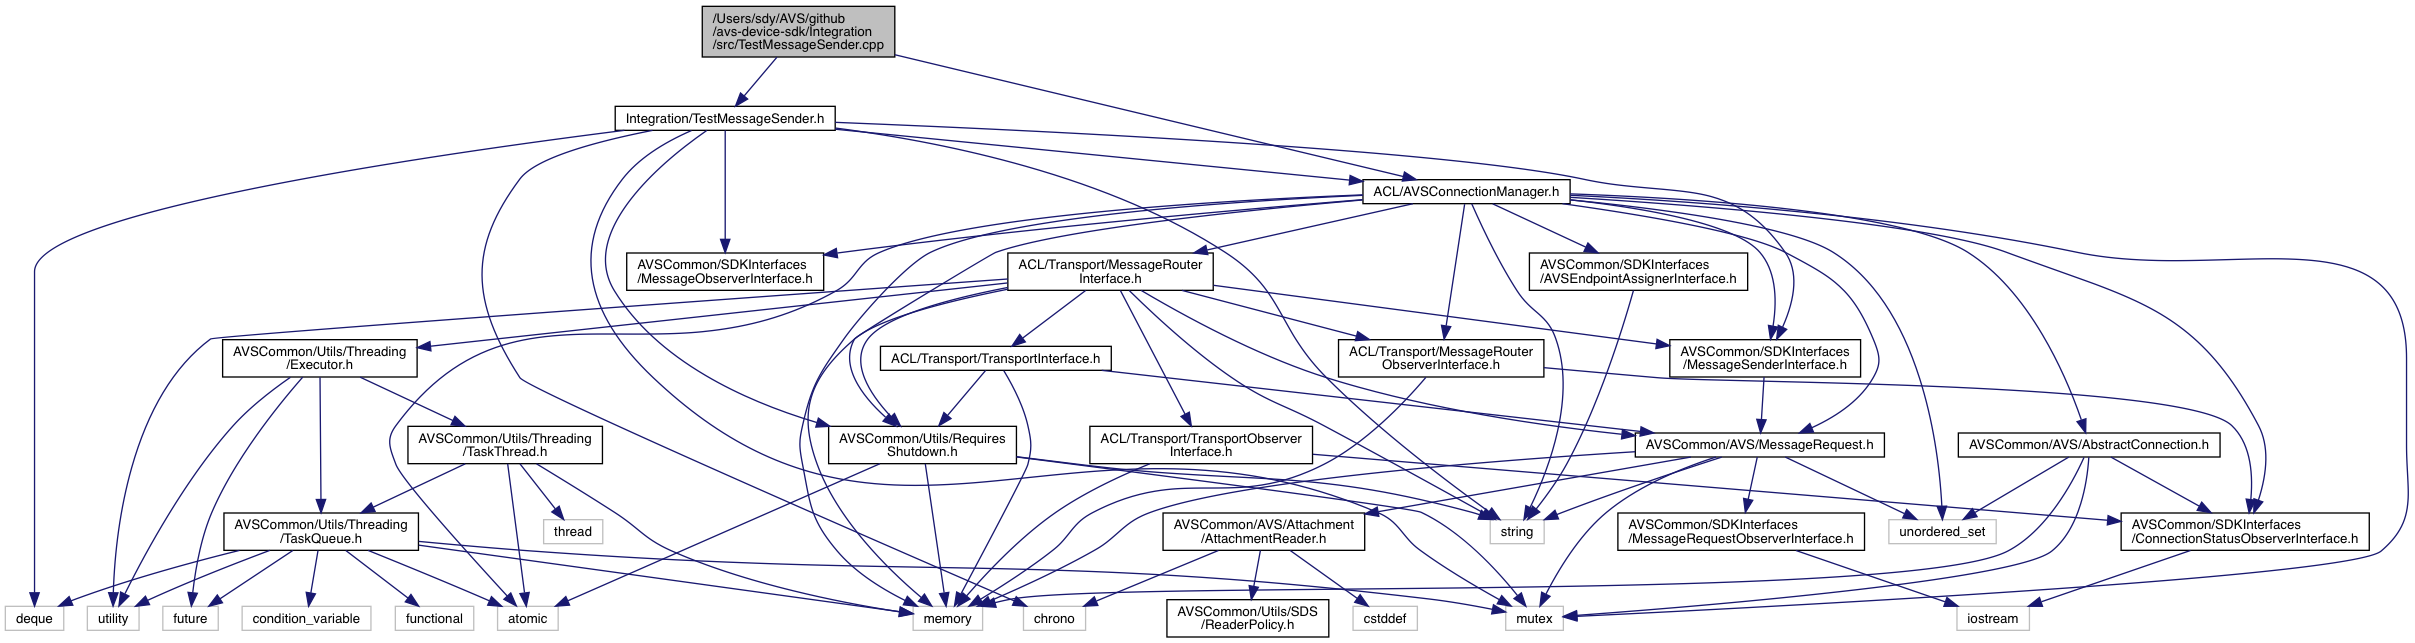 /Users/sdy/AVS/github
/avs-device-sdk/Integration
/src/TestMessageSender.cpp
Integration/TestMessageSender.h
ACL/AVSConnectionManager.h
AVSCommon/SDKInterfaces
/MessageObserverInterface.h
ACL/Transport/MessageRouter
Interface.h
AVSCommon/SDKInterfaces
/AVSEndpointAssignerInterface.h
AVSCommon/Utils/Threading
/Executor.h
ACL/Transport/TransportInterface.h
ACL/Transport/MessageRouter
ObserverInterface.h
AVSCommon/SDKInterfaces
/MessageSenderInterface.h
AVSCommon/Utils/Threading
/TaskThread.h
AVSCommon/Utils/Requires
Shutdown.h
ACL/Transport/TransportObserver
Interface.h
AVSCommon/AVS/MessageRequest.h
AVSCommon/AVS/AbstractConnection.h
AVSCommon/Utils/Threading
/TaskQueue.h
thread
AVSCommon/AVS/Attachment
/AttachmentReader.h
string
AVSCommon/SDKInterfaces
/MessageRequestObserverInterface.h
unordered_set
AVSCommon/SDKInterfaces
/ConnectionStatusObserverInterface.h
deque
utility
future
condition_variable
functional
atomic
memory
chrono
AVSCommon/Utils/SDS
/ReaderPolicy.h
cstddef
mutex
iostream